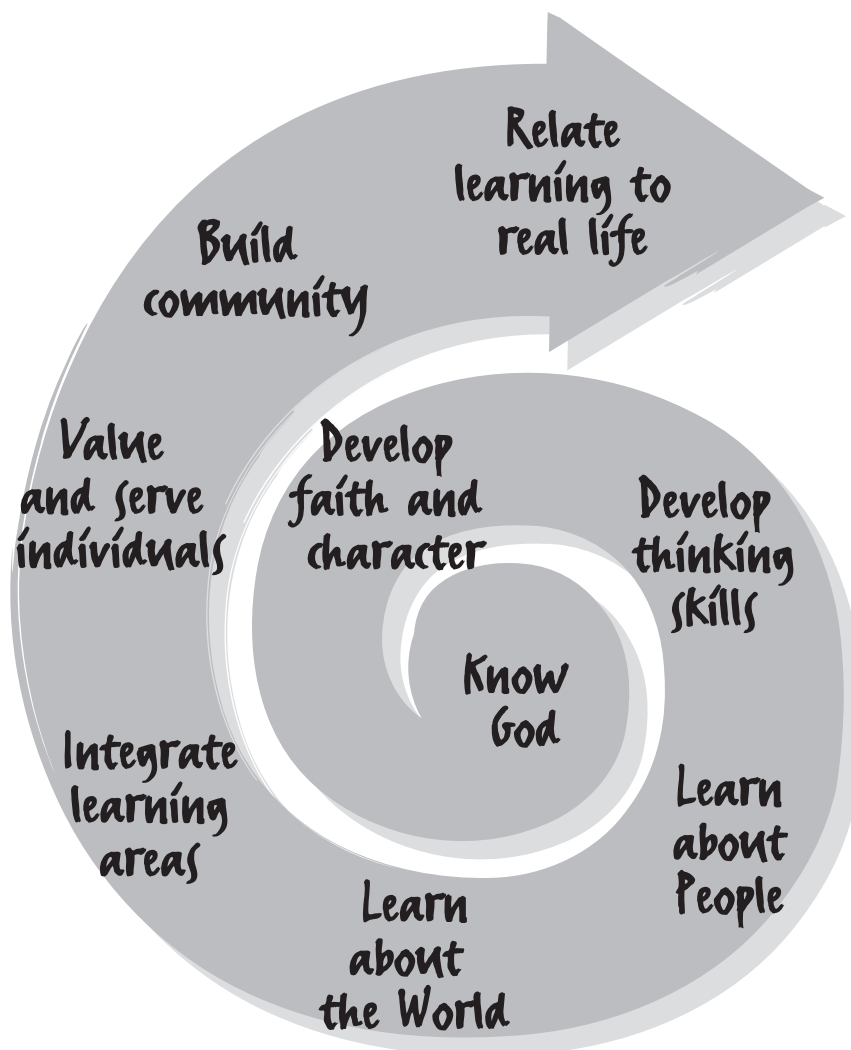 Know
God
Develop
faith and
character
Develop
thinking
skills
Learn
about
People
Learn
about
the World
Integrate
learning
areas
Value
and serve
individuals
Build
community
Relate
learning to
real life